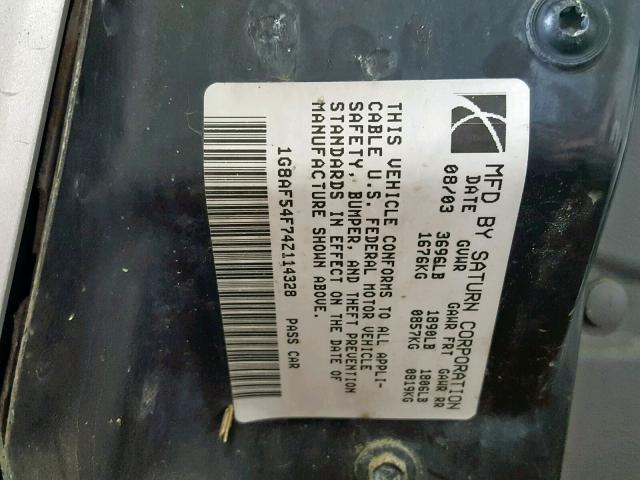 MFD BY SATURN CORPORATION
DATE GVWR GAWR FRT GAWR RR
08/03 3696LB 1890LB 1806LB
1676KG 0857KG 0819KG
THIS VEHICLE CONFORMS TO ALL APPLI-
CABLE U.S. FEDERAL MOTOR VEHICLE
SAFETY, BUMPER, AND THEFT PREVENTION
STANDARDS IN EFFECT ON THE DATE OF
MANUFACTURE SHOWN ABOVE.
1G8AF54F74Z114328 PASS CAR